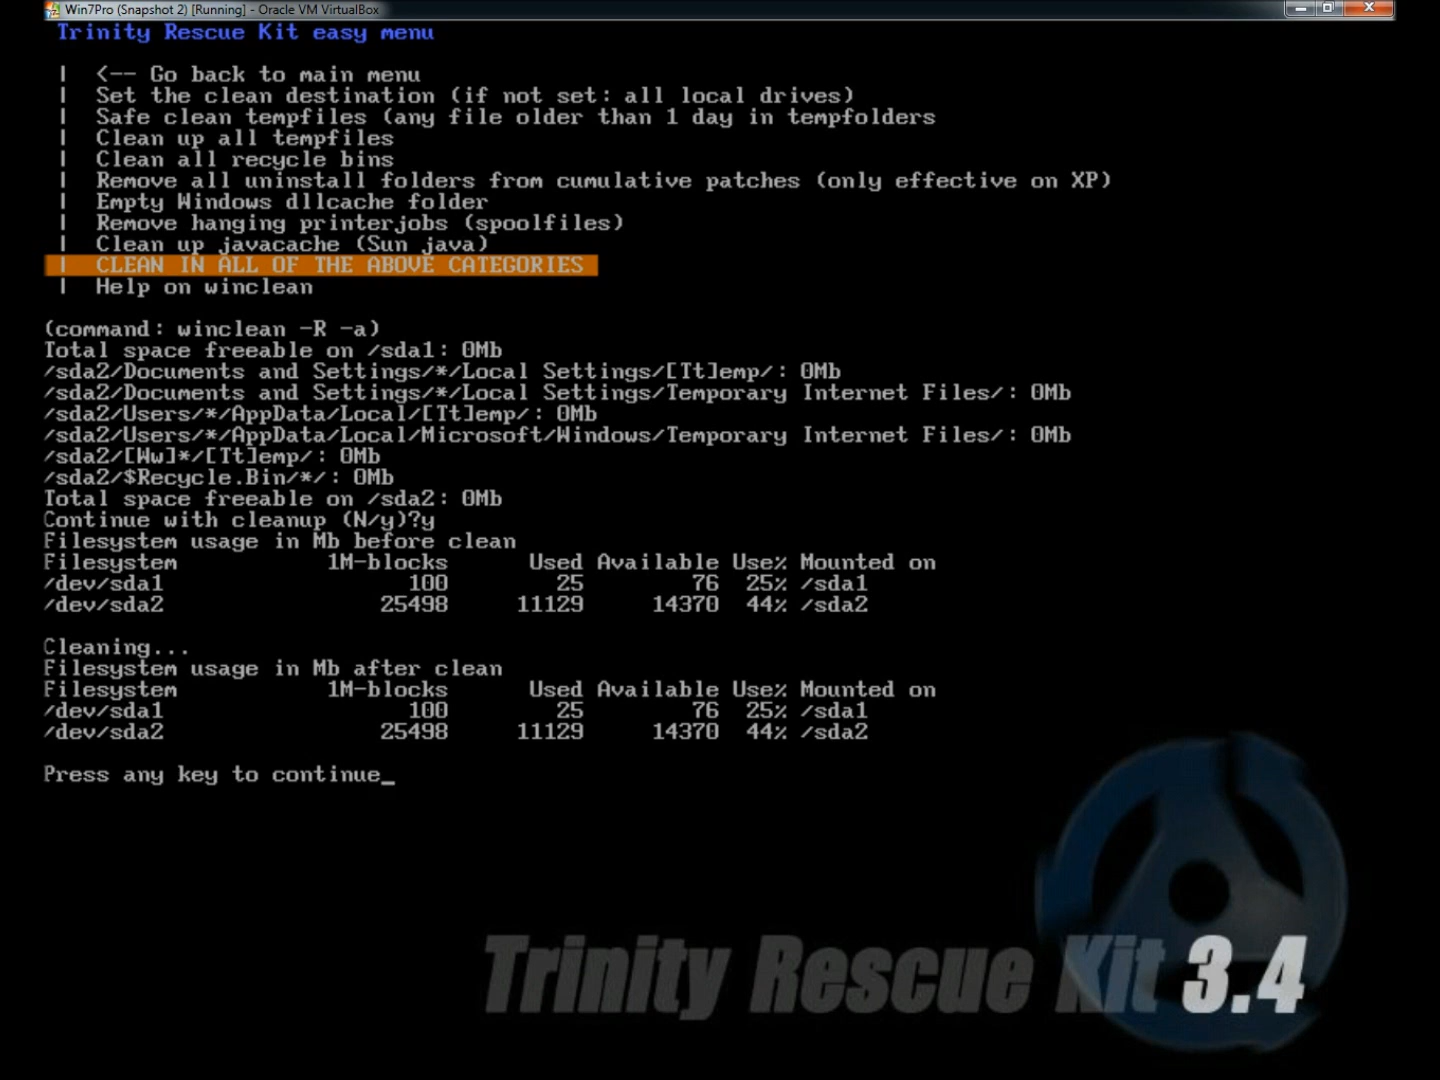 Win7Pro (Snapshot 2) [Running] - Oracle VM VirtualBox
Trinity Rescue Kit easy menu
| <-- Go back to main menu
| Set the clean destination (if not set: all local drives)
| Safe clean tempfiles (any file older than 1 day in tempfolders
| Clean up all tempfiles
| Clean all recycle bins
| Remove all uninstall folders from cumulative patches (only effective on XP)
| Empty Windows dllcache folder
| Remove hanging printerjobs (spoolfiles)
| Clean up javacache (Sun java)
| CLEAN IN ALL OF THE ABOVE CATEGORIES
| Help on winclean
(command: winclean -R -a)
Total space freeable on /sda1: 0Mb
/sda2/Documents and Settings/*/Local Settings/[Tt]emp/: 0Mb
/sda2/Documents and Settings/*/Local Settings/Temporary Internet Files/: 0Mb
/sda2/Users/*/AppData/Local/[Tt]emp/: 0Mb
/sda2/Users/*/AppData/Local/Microsoft/Windows/Temporary Internet Files/: 0Mb
/sda2/[Ww]*/[Tt]emp/: 0Mb
/sda2/$Recycle.Bin/*/: 0Mb
Total space freeable on /sda2: 0Mb
Continue with cleanup (N/y)?y
Filesystem usage in Mb before clean
Filesystem 1M-blocks Used Available Use% Mounted on
/dev/sda1 100 25 76 25% /sda1
/dev/sda2 25498 11129 14370 44% /sda2
Cleaning...
Filesystem usage in Mb after clean
Filesystem 1M-blocks Used Available Use% Mounted on
/dev/sda1 100 25 76 25% /sda1
/dev/sda2 25498 11129 14370 44% /sda2
Press any key to continue_
Trinity Rescue Kit 3.4